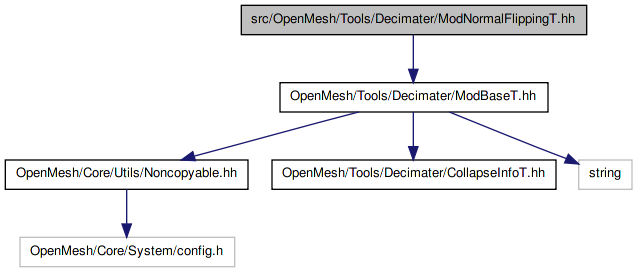 src/OpenMesh/Tools/Decimater/ModNormalFlippingT.hh
OpenMesh/Tools/Decimater/ModBaseT.hh
OpenMesh/Core/Utils/Noncopyable.hh
OpenMesh/Tools/Decimater/CollapseInfoT.hh
string
OpenMesh/Core/System/config.h